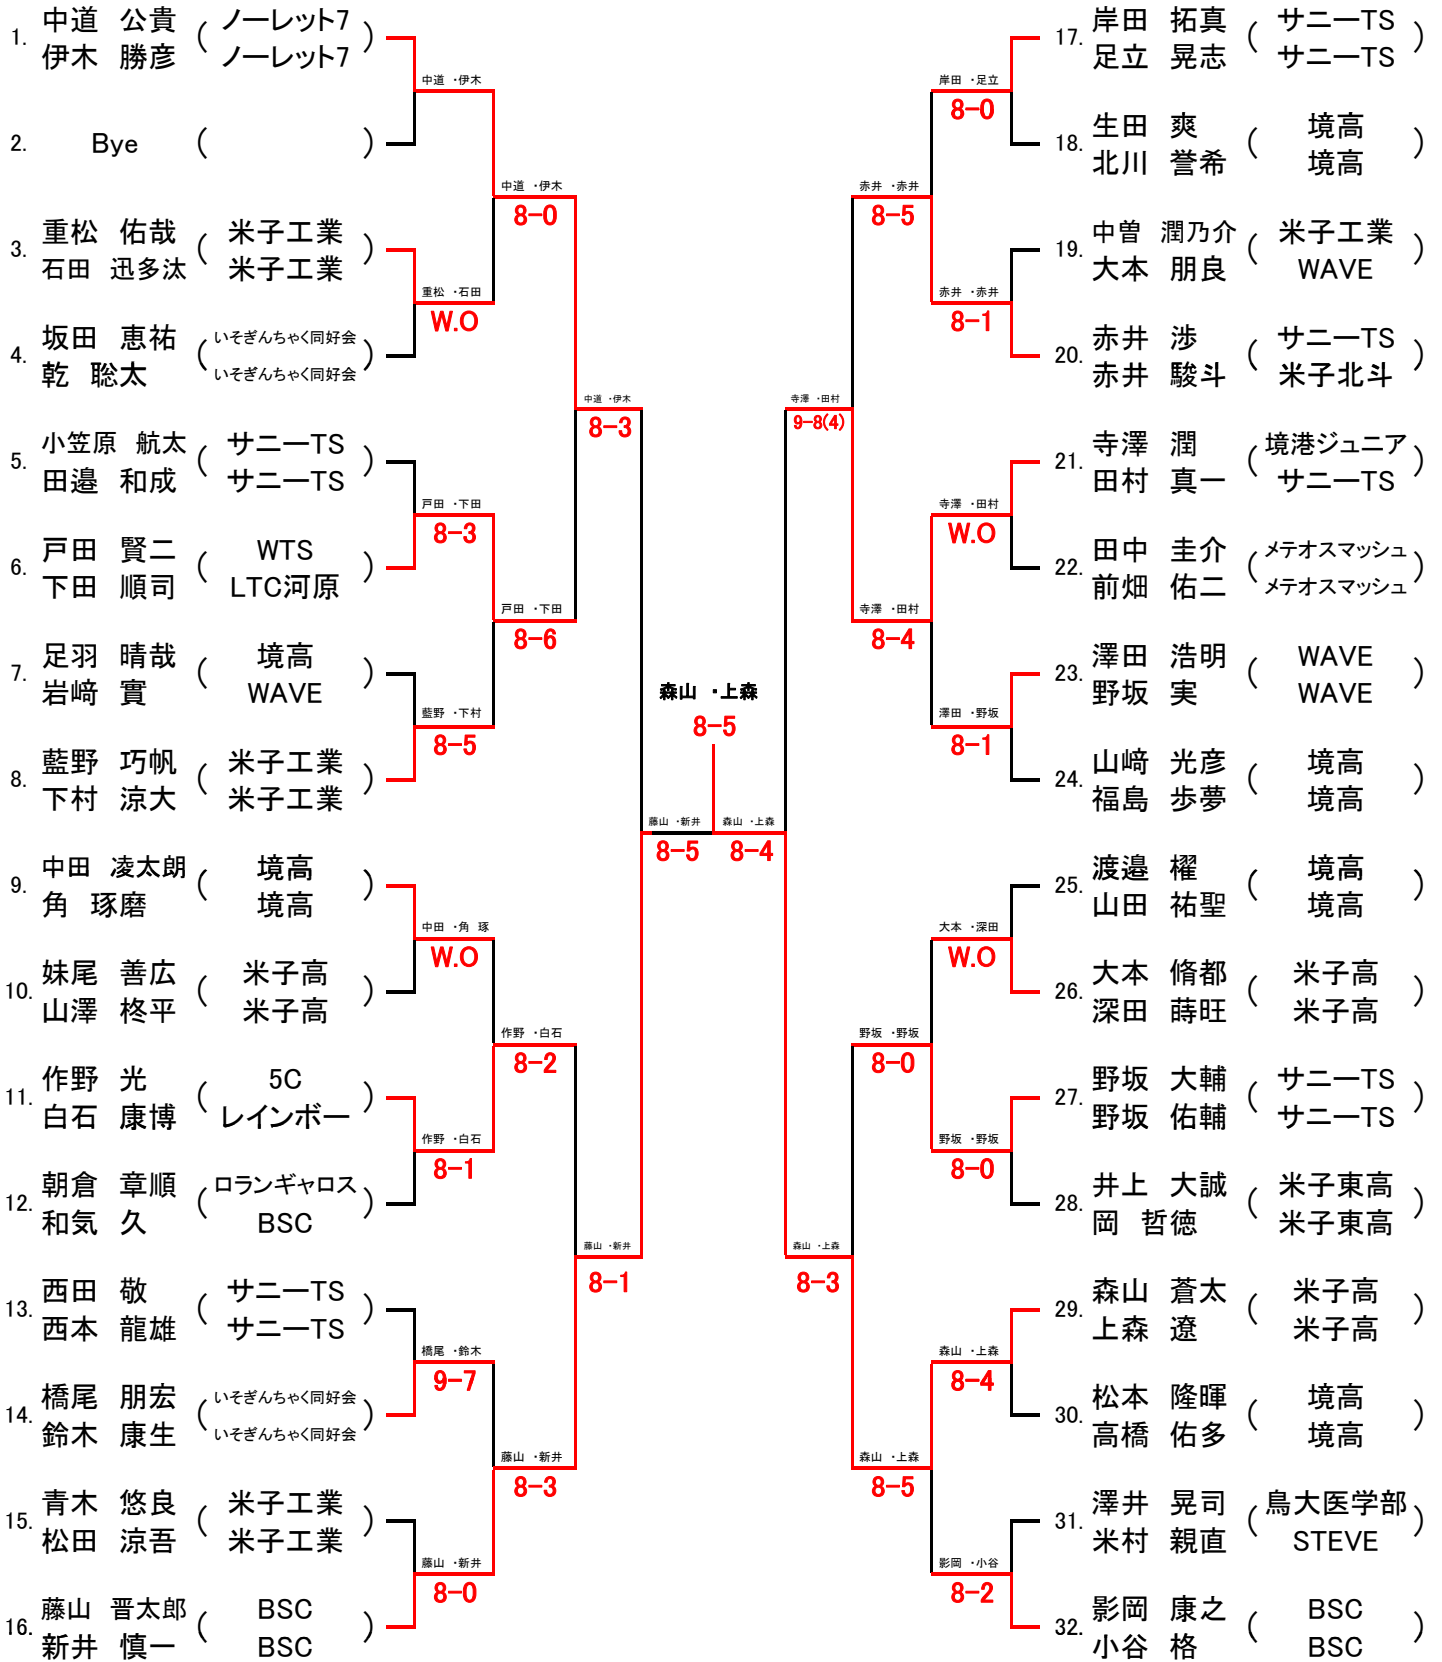 1. 中道 公貴 ( ノーレット7 )
伊木 勝彦 ノーレット7
2. Bye ( )
3. 重松 佑哉 ( 米子工業 )
石田 迅多汰 米子工業
4. 坂田 恵祐 ( いそぎんちゃく同好会 )
乾 聡太 いそぎんちゃく同好会
5. 小笠原 航太 ( サニーTS )
田邉 和成 サニーTS
6. 戸田 賢二 ( WTS )
下田 順司 LTC河原
7. 足羽 晴哉 ( 境高 )
岩﨑 實 WAVE
8. 藍野 巧帆 ( 米子工業 )
下村 涼大 米子工業
9. 中田 凌太朗 ( 境高 )
角 琢磨 境高
10. 妹尾 善広 ( 米子高 )
山澤 柊平 米子高
11. 作野 光 ( 5C )
白石 康博 レインボー
12. 朝倉 章順 ( ロランギャロス )
和気 久 BSC
13. 西田 敬 ( サニーTS )
西本 龍雄 サニーTS
14. 橋尾 朋宏 ( いそぎんちゃく同好会 )
鈴木 康生 いそぎんちゃく同好会
15. 青木 悠良 ( 米子工業 )
松田 涼吾 米子工業
16. 藤山 晋太郎 ( BSC )
新井 慎一 BSC
中道 ・伊木
重松 ・石田
W.O
戸田 ・下田
8-3
藍野 ・下村
8-5
中田 ・角 琢
W.O
作野 ・白石
8-1
橋尾 ・鈴木
9-7
藤山 ・新井
8-0
中道 ・伊木
8-0
戸田 ・下田
8-6
作野 ・白石
8-2
藤山 ・新井
8-3
中道 ・伊木
8-3
藤山 ・新井
8-1
藤山 ・新井
8-5
森山 ・上森
8-5
森山 ・上森
8-4
寺澤 ・田村
9-8(4)
森山 ・上森
8-3
赤井 ・赤井
8-5
寺澤 ・田村
8-4
野坂 ・野坂
8-0
森山 ・上森
8-5
岸田 ・足立
8-0
赤井 ・赤井
8-1
寺澤 ・田村
W.O
澤田 ・野坂
8-1
大本 ・深田
W.O
野坂 ・野坂
8-0
森山 ・上森
8-4
影岡 ・小谷
8-2
17. 岸田 拓真 ( サニーTS )
足立 晃志 サニーTS
18. 生田 爽 ( 境高 )
北川 誉希 境高
19. 中曽 潤乃介 ( 米子工業 )
大本 朋良 WAVE
20. 赤井 渉 ( サニーTS )
赤井 駿斗 米子北斗
21. 寺澤 潤 ( 境港ジュニア )
田村 真一 サニーTS
22. 田中 圭介 ( メテオスマッシュ )
前畑 佑二 メテオスマッシュ
23. 澤田 浩明 ( WAVE )
野坂 実 WAVE
24. 山﨑 光彦 ( 境高 )
福島 歩夢 境高
25. 渡邉 櫂 ( 境高 )
山田 祐聖 境高
26. 大本 脩都 ( 米子高 )
深田 蒔旺 米子高
27. 野坂 大輔 ( サニーTS )
野坂 佑輔 サニーTS
28. 井上 大誠 ( 米子東高 )
岡 哲徳 米子東高
29. 森山 蒼太 ( 米子高 )
上森 遼 米子高
30. 松本 隆暉 ( 境高 )
高橋 佑多 境高
31. 澤井 晃司 ( 鳥大医学部 )
米村 親直 STEVE
32. 影岡 康之 ( BSC )
小谷 格 BSC